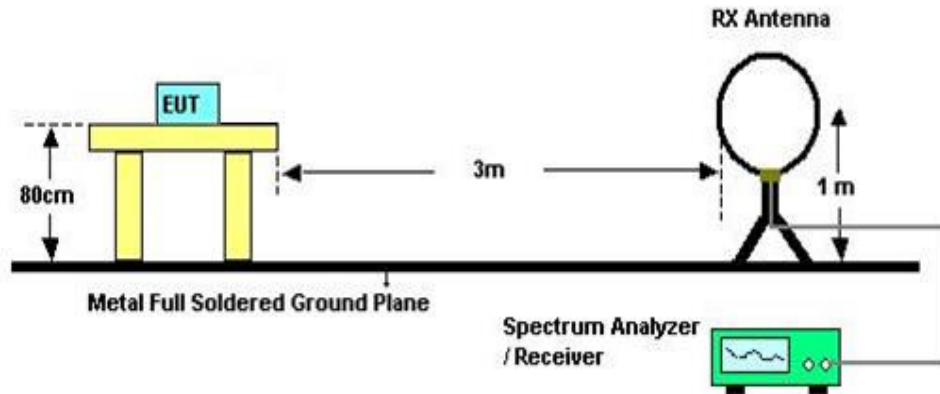 RX Antenna
EUT
3m
80cm
1 m
Metal Full Soldered Ground Plane
Spectrum Analyzer
/ Receiver